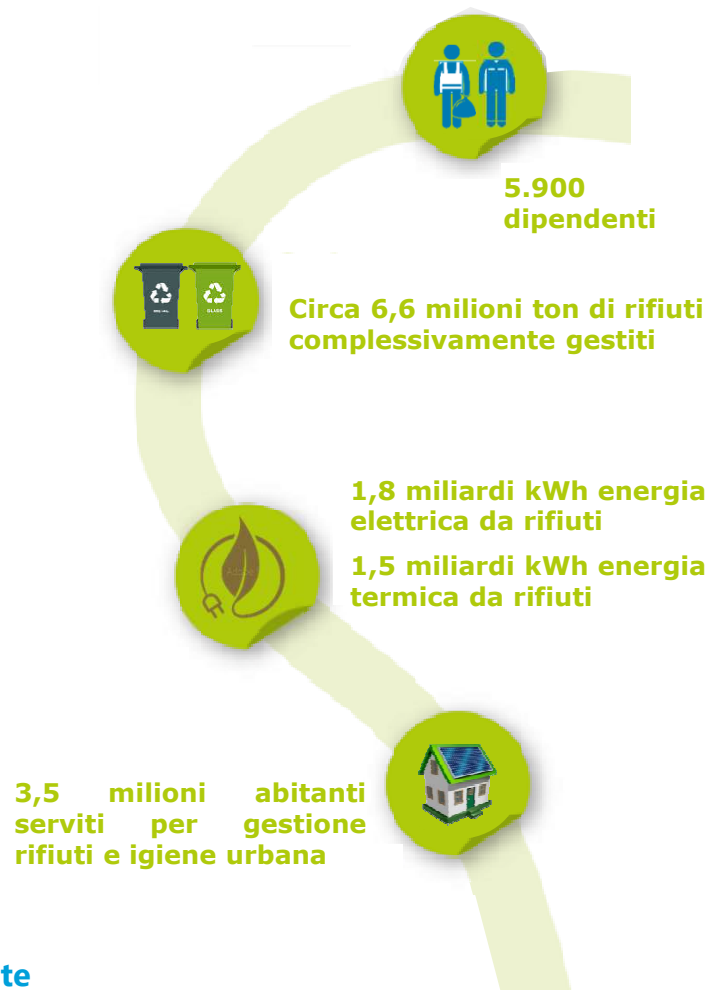 5.900
dipendenti
GLASS
Circa 6,6 milioni ton di rifiuti
complessivamente gestiti
1,8 miliardi kWh energia
elettrica da rifiuti
1,5 miliardi kWh energia
termica da rifiuti
3,5 milioni abitanti
serviti per gestione
rifiuti e igiene urbana
te